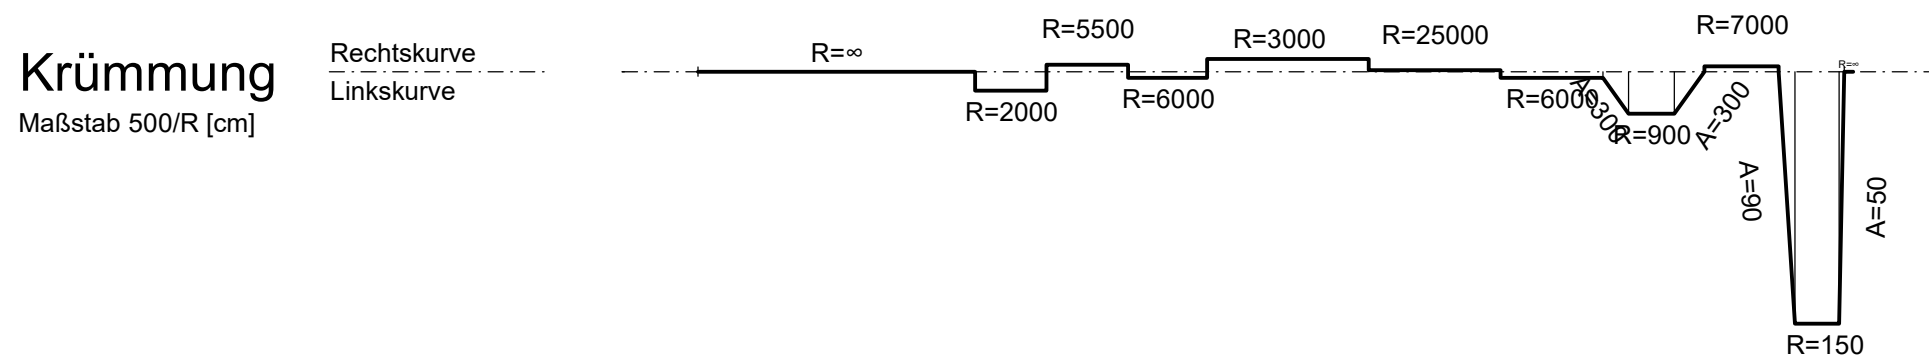 Krümmung
Maßstab 500/R [cm]
Rechtskurve
Linkskurve
R=∞
R=2000
R=5500
R=6000
R=3000
R=25000
R=6000
A=300
R=900
A=300
R=7000
A=90
R=150
A=50
R=∞